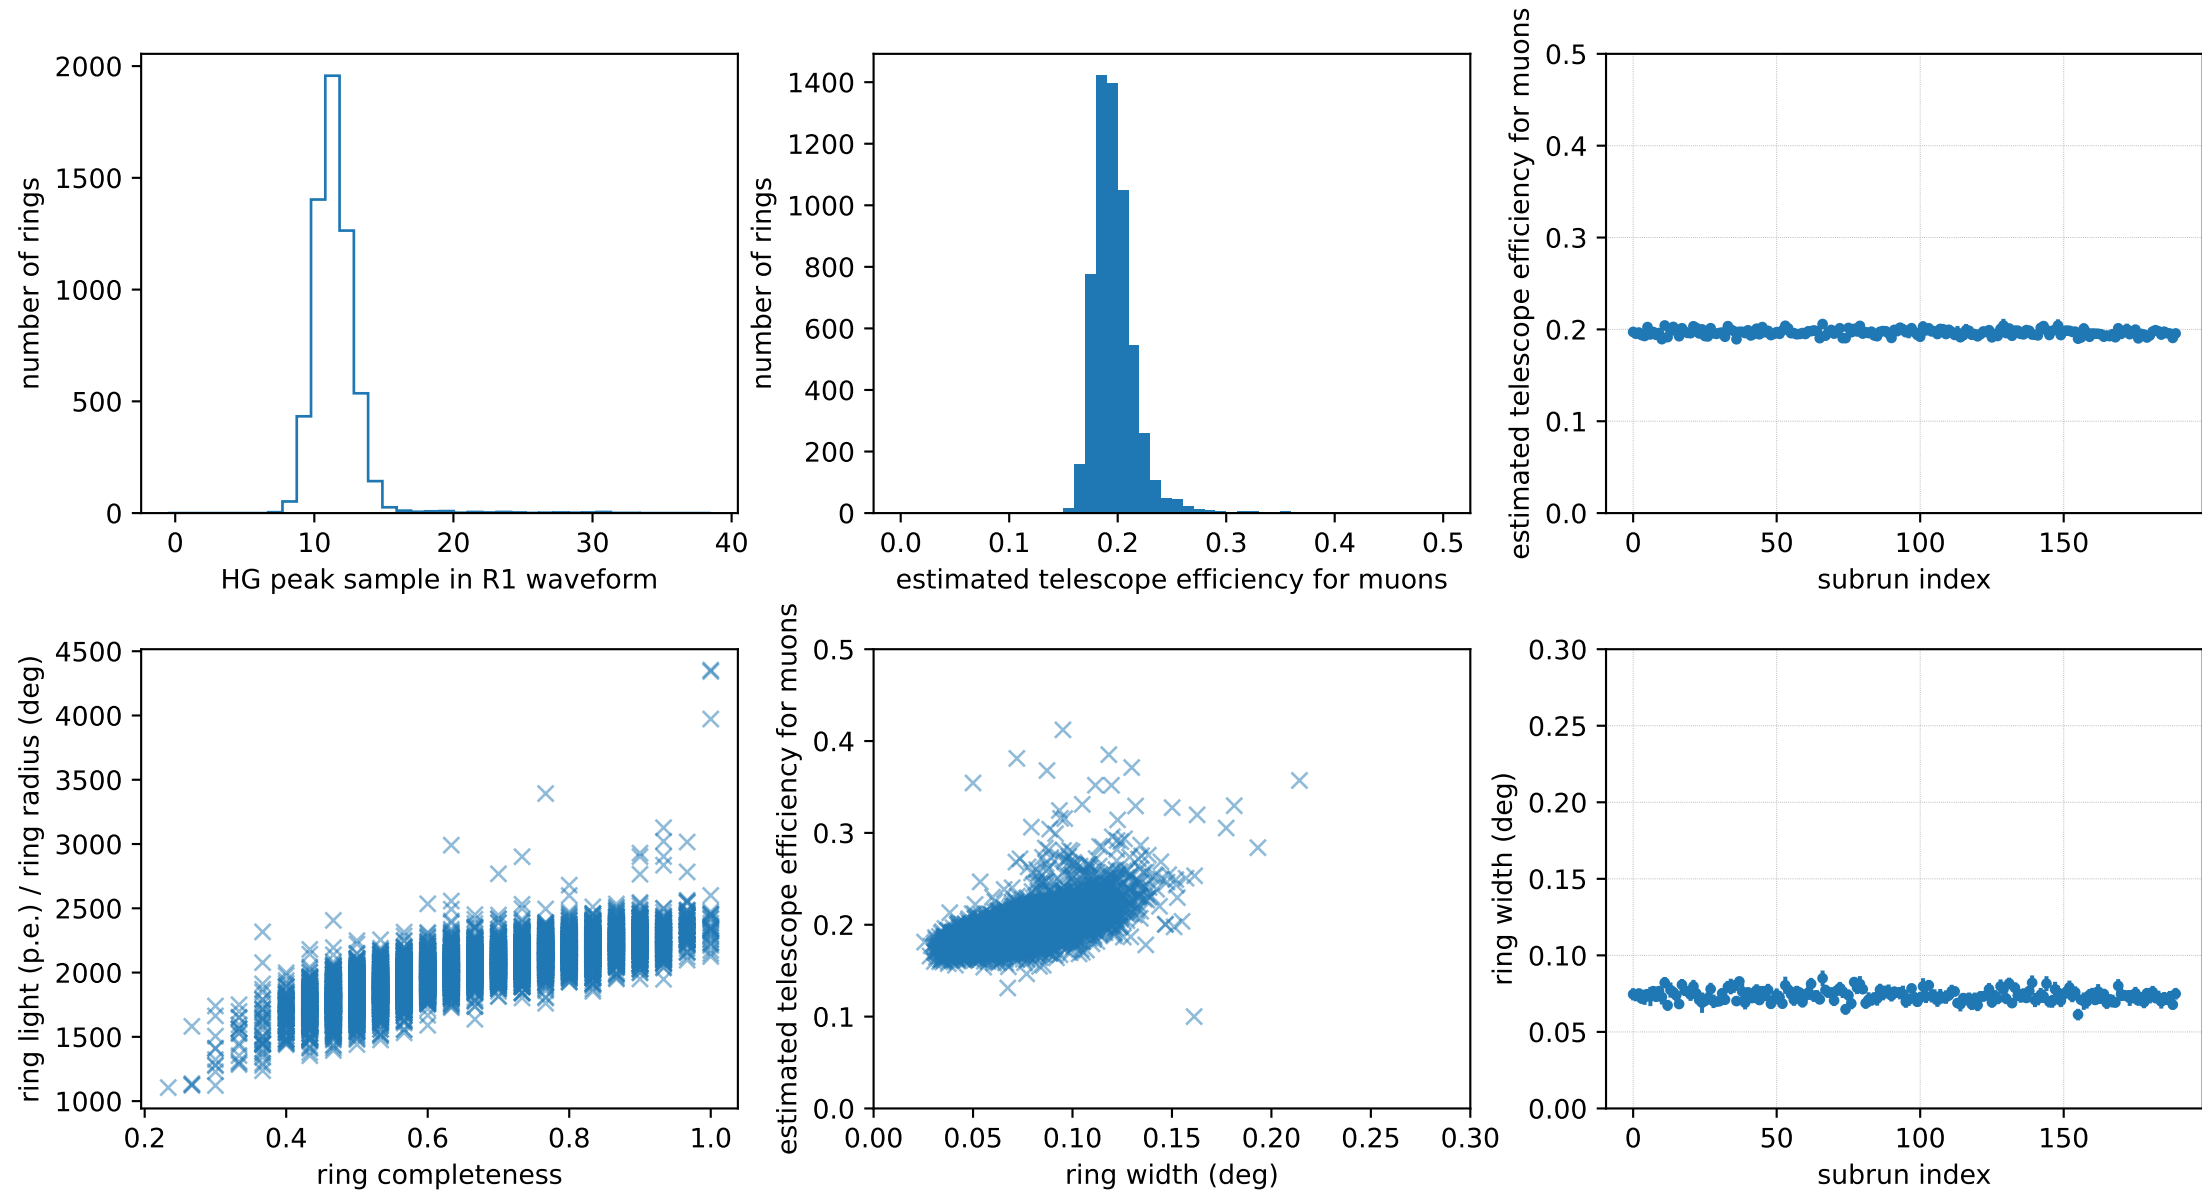 number of rings
2000
1500
1000
500
0
0 10 20 30 40
HG peak sample in R1 waveform
number of rings
1400
1200
1000
800
600
400
200
0
0.0 0.1 0.2 0.3 0.4 0.5
estimated telescope efficiency for muons
estimated telescope efficiency for muons
0.5
0.4
0.3
0.2
0.1
0.0
0 50 100 150
subrun index
ring light (p.e.) / ring radius (deg)
4500
4000
3500
3000
2500
2000
1500
1000
0.2 0.4 0.6 0.8 1.0
ring completeness
estimated telescope efficiency for muons
0.5
0.4
0.3
0.2
0.1
0.0
0.00 0.05 0.10 0.15 0.20 0.25 0.30
ring width (deg)
ring width (deg)
0.30
0.25
0.20
0.15
0.10
0.05
0.00
0 50 100 150
subrun index